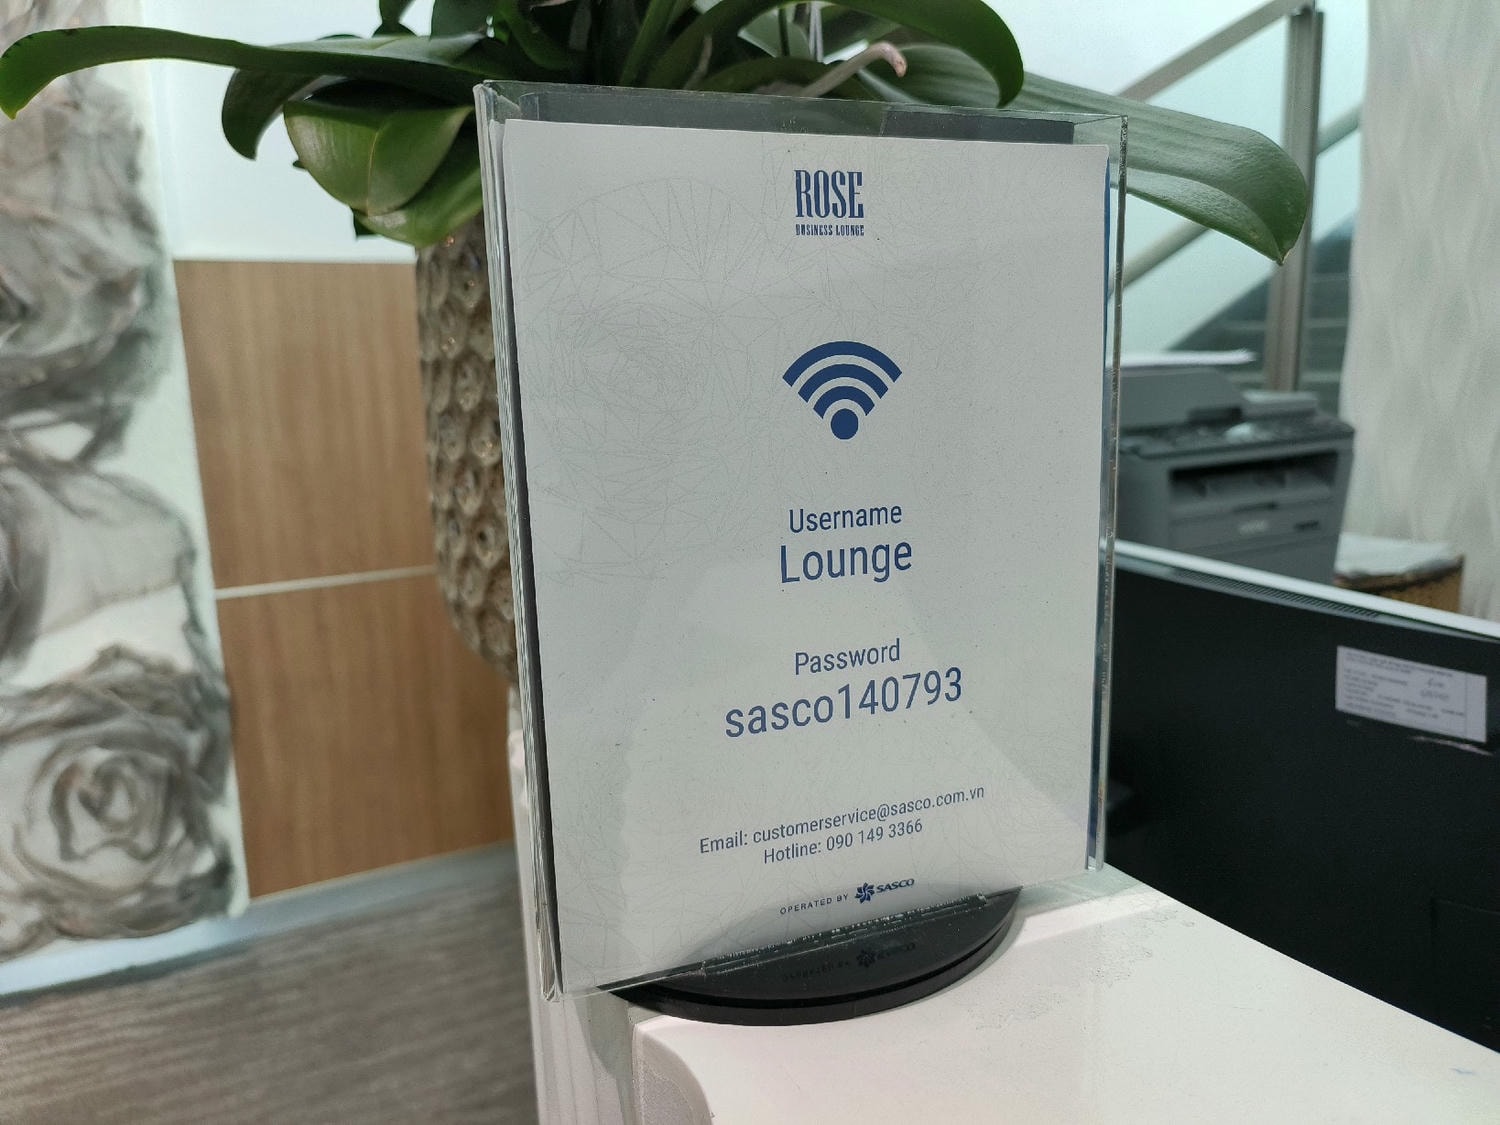 ROSE
BUSINESS LOUNGE
Username
Lounge
Password
sasco140793
Email: customerservice@sasco.com.vn
Hotline: 090 149 3366
OPERATED BY SASCO